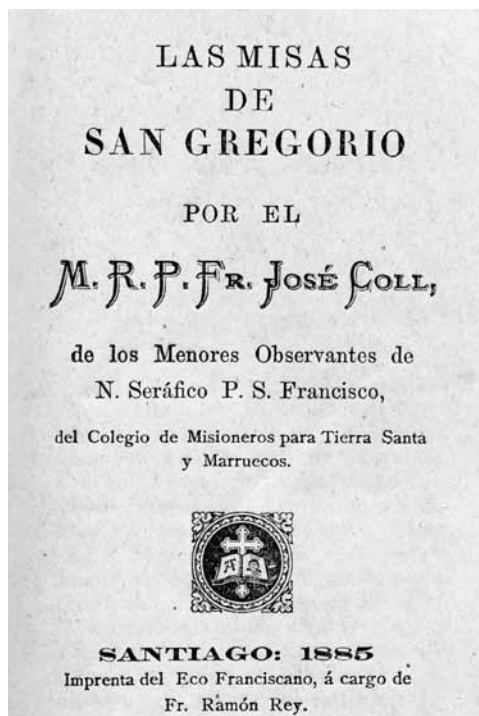 LAS MISAS
DE
SAN GREGORIO
POR EL
M. R. P. FR. JOSÉ COLL,
de los Menores Observantes de
N. Seráfico P. S. Francisco,
del Colegio de Misioneros para Tierra Santa
y Marruecos.
A Ω
SANTIAGO: 1885
Imprenta del Eco Franciscano, á cargo de
Fr. Ramón Rey.